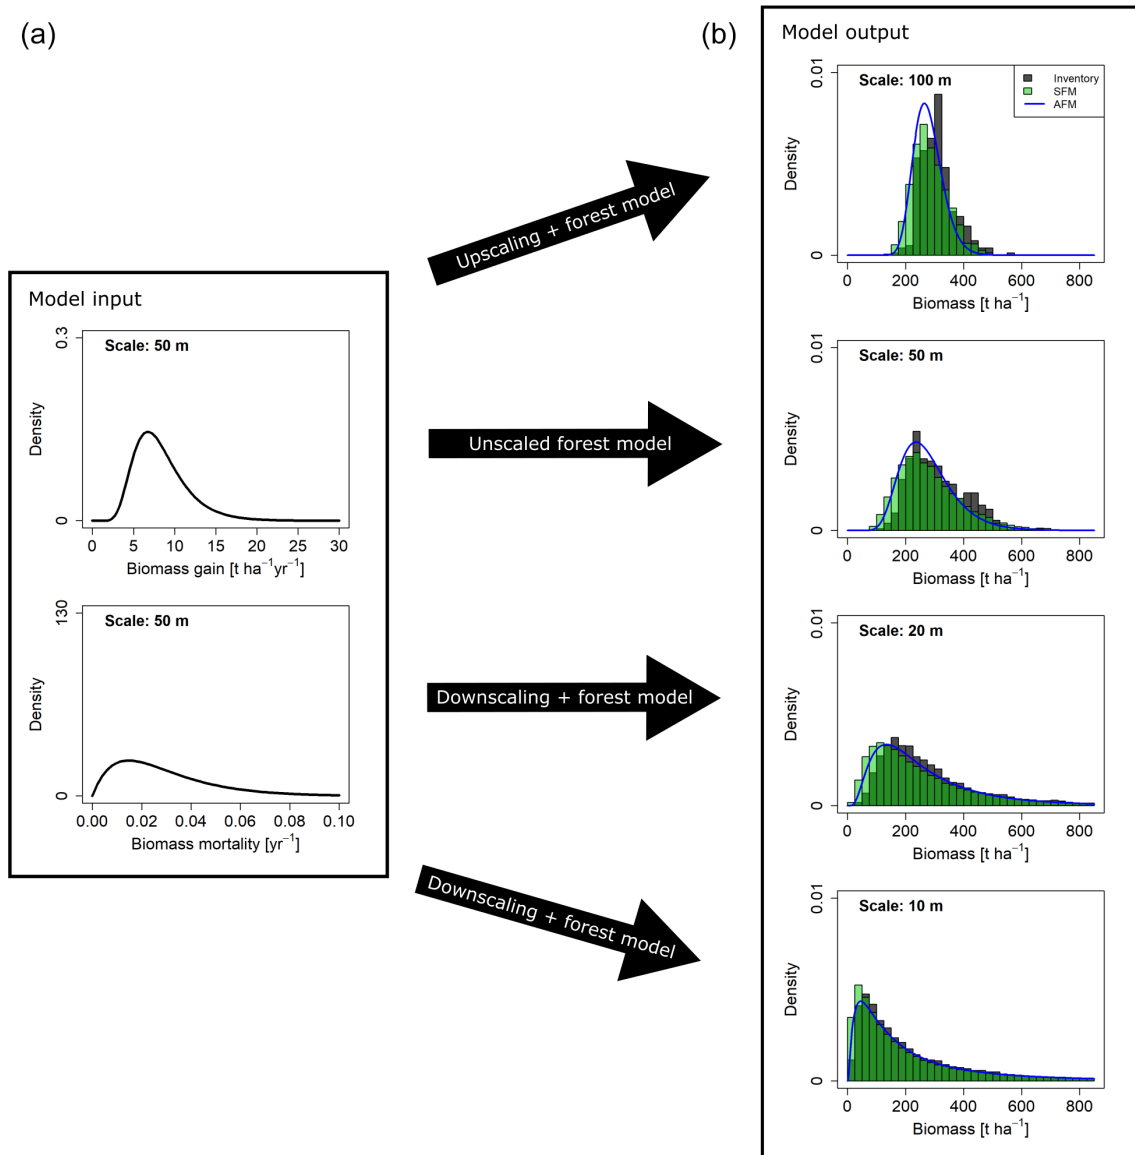 (a)
Model input
Scale: 50 m
0.3
0
Density
0 5 10 15 20 25 30
Biomass gain [t ha⁻¹yr⁻¹]
Scale: 50 m
130
0
Density
0.00 0.02 0.04 0.06 0.08 0.10
Biomass mortality [yr⁻¹]
Upscaling + forest model
Unscaled forest model
Downscaling + forest model
Downscaling + forest model
(b)
Model output
Scale: 100 m
Inventory
SFM
AFM
0.01
0
Density
0 200 400 600 800
Biomass [t ha⁻¹]
Scale: 50 m
0.01
0
Density
0 200 400 600 800
Biomass [t ha⁻¹]
Scale: 20 m
0.01
0
Density
0 200 400 600 800
Biomass [t ha⁻¹]
Scale: 10 m
0.01
0
Density
0 200 400 600 800
Biomass [t ha⁻¹]